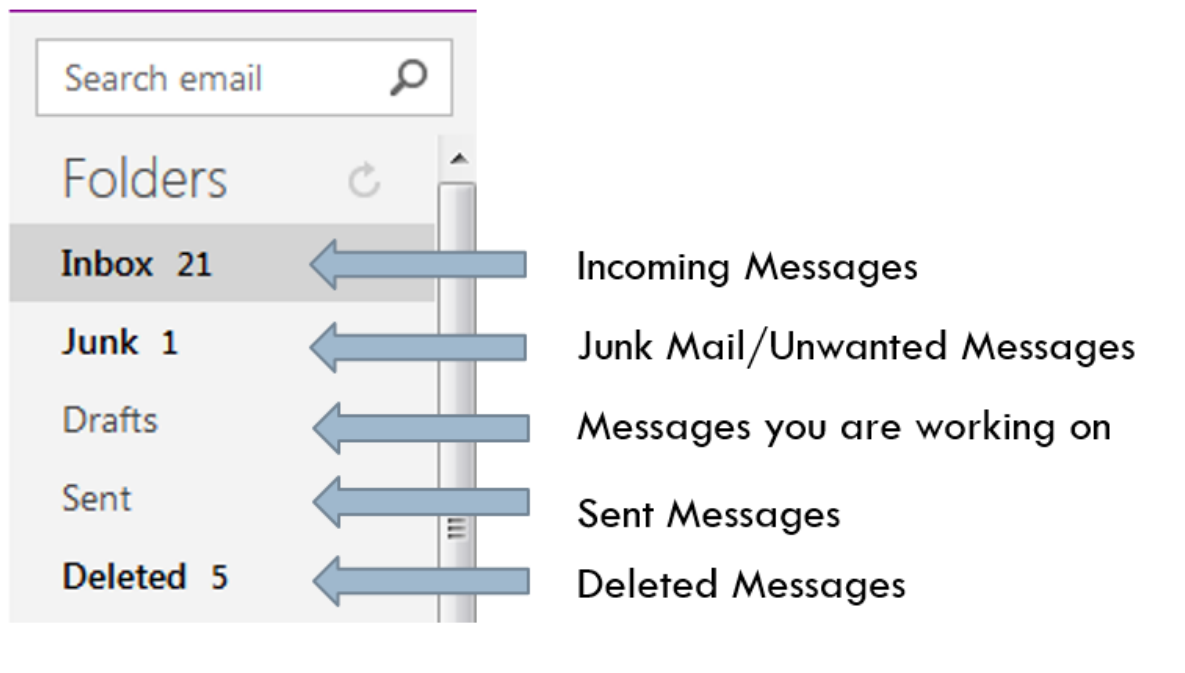 Search email
Folders
Inbox 21
Incoming Messages
Junk 1
Junk Mail/Unwanted Messages
Drafts
Messages you are working on
Sent
Sent Messages
Deleted 5
Deleted Messages